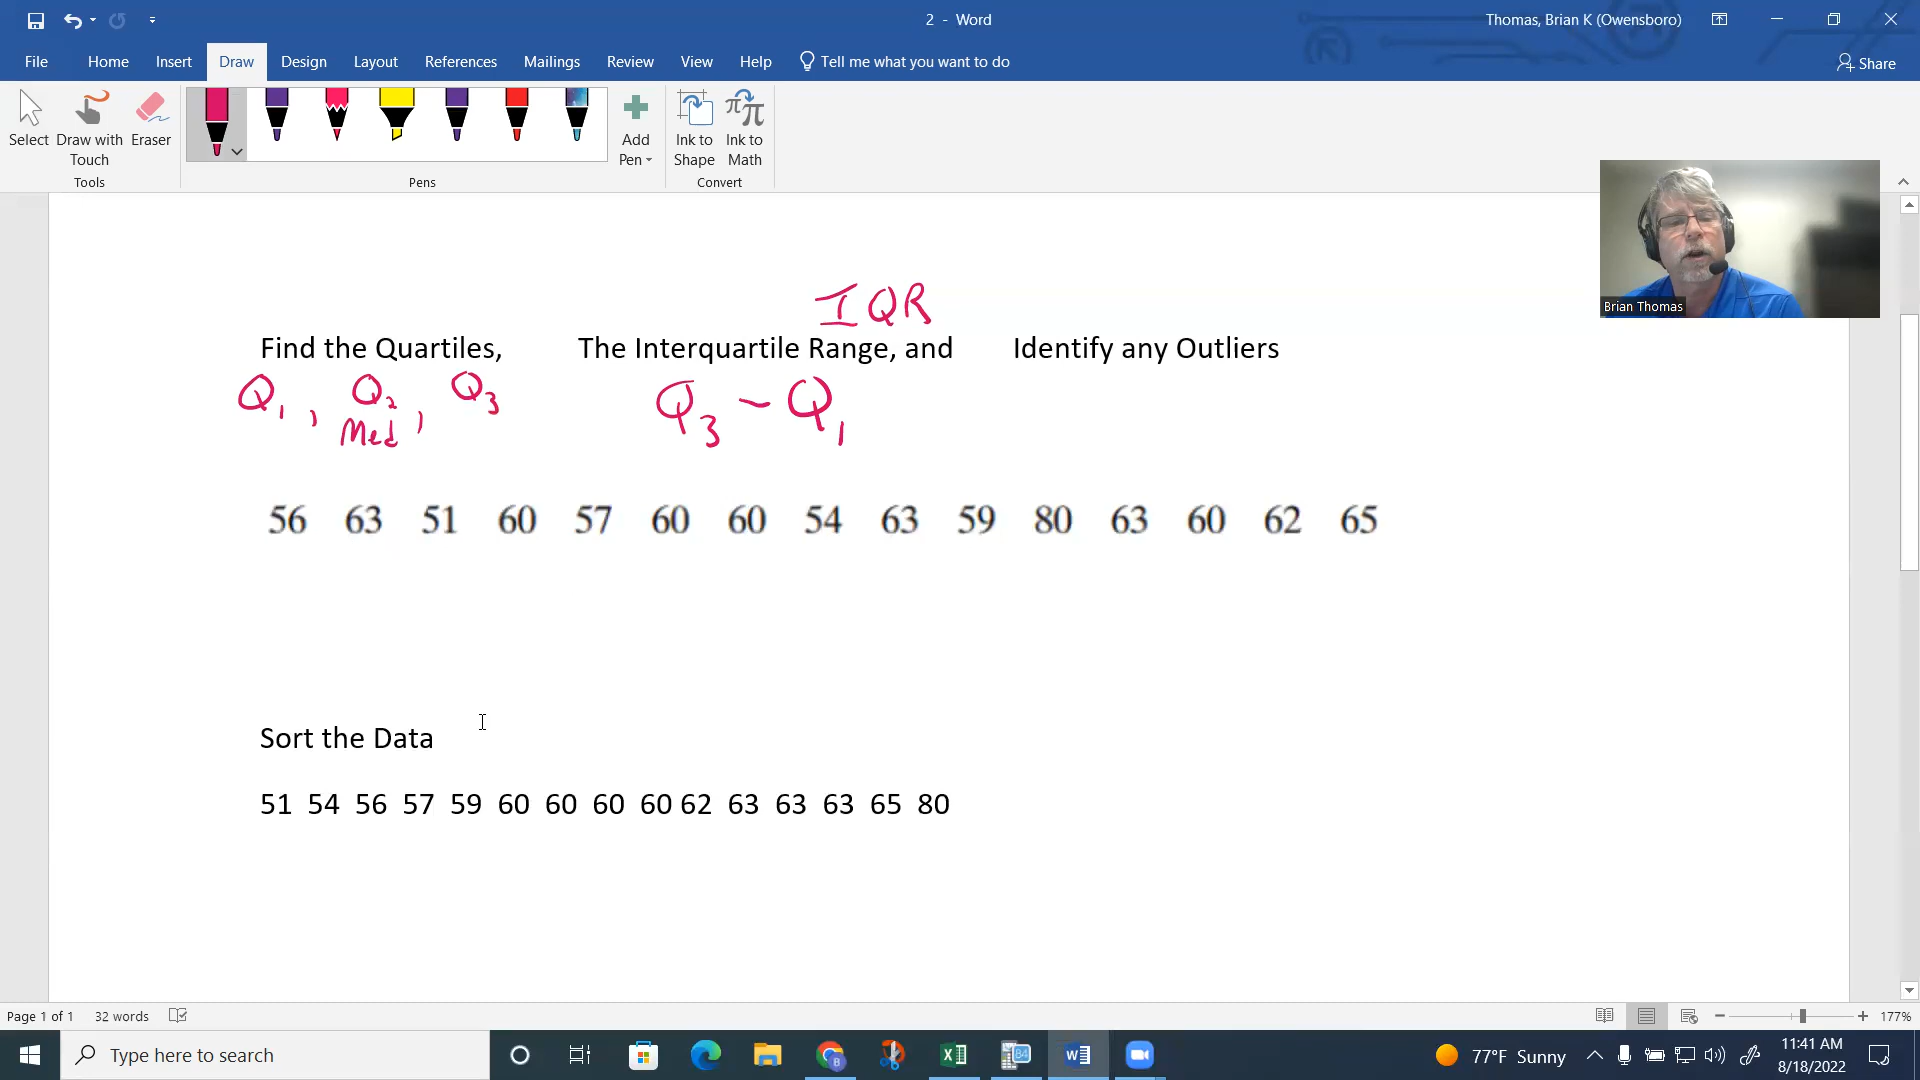 2 - Word
Thomas, Brian K (Owensboro)
File Home Insert Draw Design Layout References Mailings Review View Help Tell me what you want to do Share
Select Draw with Touch Eraser Add Pen Ink to Shape Ink to Math
Tools Pens Convert
Brian Thomas
IQR
Find the Quartiles, The Interquartile Range, and Identify any Outliers
Q1, Q2, Q3 Q3 - Q1
Med
56 63 51 60 57 60 60 54 63 59 80 63 60 62 65
Sort the Data
51 54 56 57 59 60 60 60 60 62 63 63 63 65 80
Page 1 of 1 32 words 177%
Type here to search 77°F Sunny 11:41 AM
8/18/2022